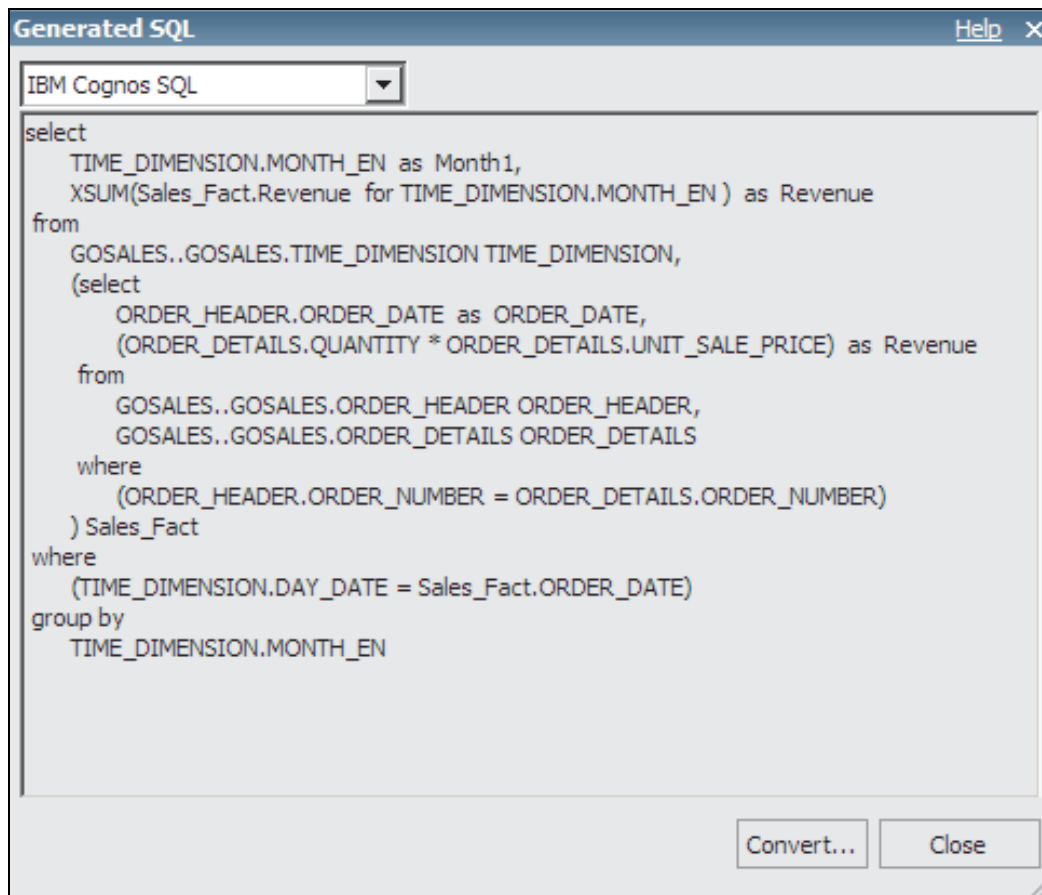 Generated SQL Help X
IBM Cognos SQL
select
TIME_DIMENSION.MONTH_EN as Month1,
XSUM(Sales_Fact.Revenue for TIME_DIMENSION.MONTH_EN ) as Revenue
from
GOSALES..GOSALES.TIME_DIMENSION TIME_DIMENSION,
(select
ORDER_HEADER.ORDER_DATE as ORDER_DATE,
(ORDER_DETAILS.QUANTITY * ORDER_DETAILS.UNIT_SALE_PRICE) as Revenue
from
GOSALES..GOSALES.ORDER_HEADER ORDER_HEADER,
GOSALES..GOSALES.ORDER_DETAILS ORDER_DETAILS
where
(ORDER_HEADER.ORDER_NUMBER = ORDER_DETAILS.ORDER_NUMBER)
) Sales_Fact
where
(TIME_DIMENSION.DAY_DATE = Sales_Fact.ORDER_DATE)
group by
TIME_DIMENSION.MONTH_EN
Convert... Close